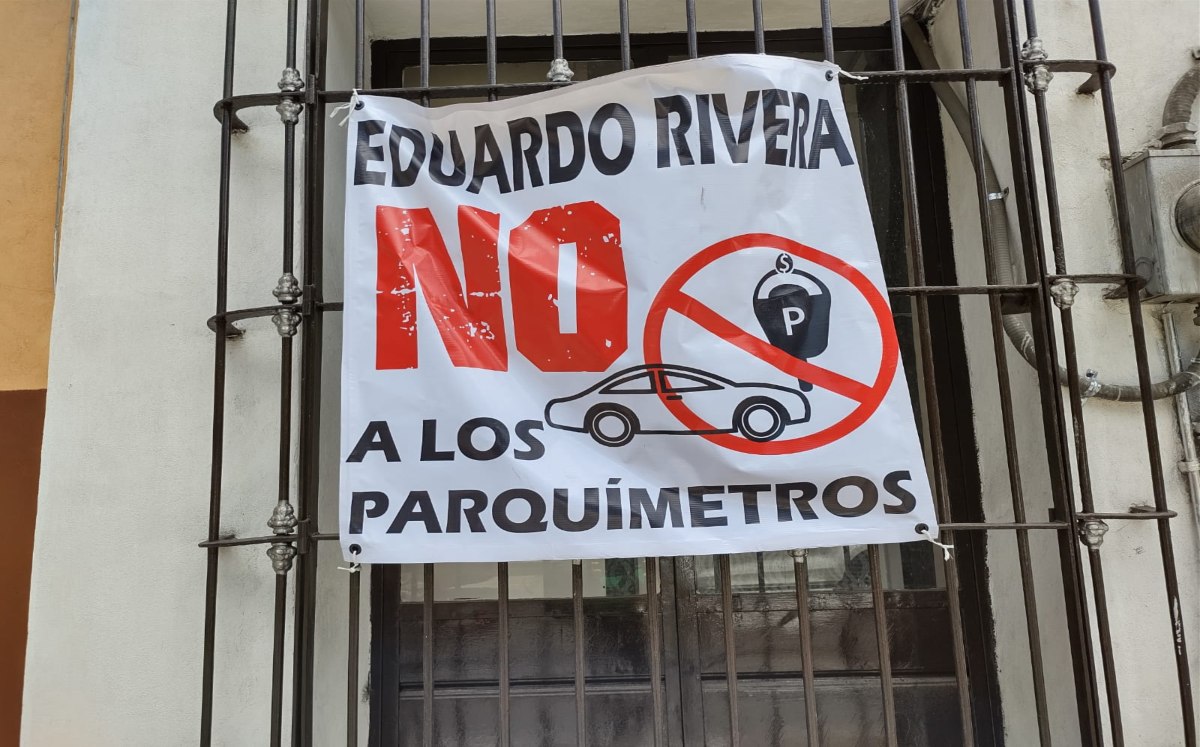 EDUARDO RIVERA
NO
$
P
A LOS
PARQUÍMETROS